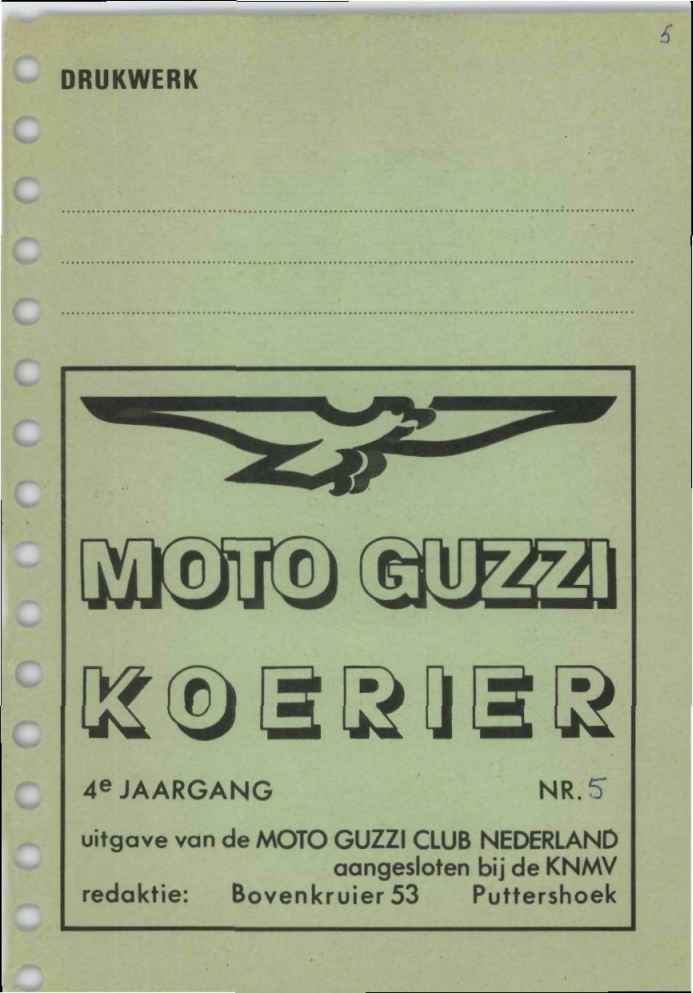 5
DRUKWERK
MOTO GUZZI
KOERIER
4e JAARGANG NR. 5
uitgave van de MOTO GUZZI CLUB NEDERLAND
aangesloten bij de KNMV
redaktie: Bovenkruier 53 Puttershoek